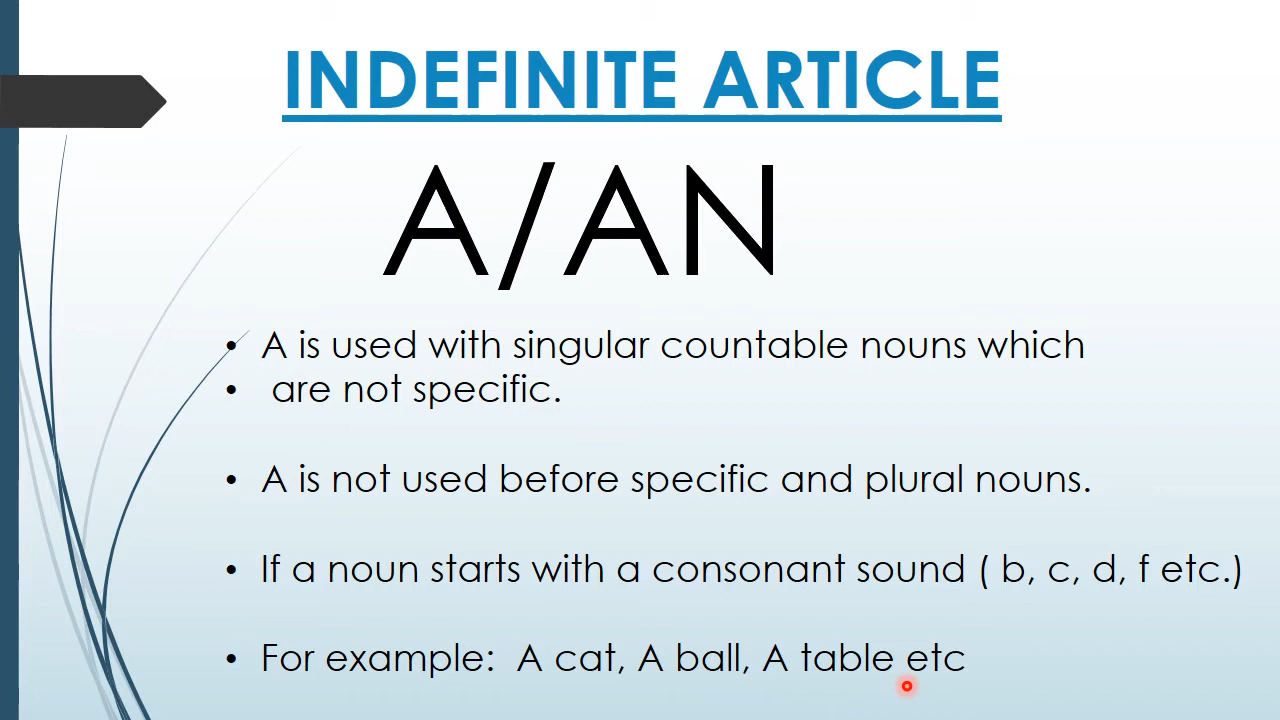 INDEFINITE ARTICLE
A/AN
• A is used with singular countable nouns which
• are not specific.
• A is not used before specific and plural nouns.
• If a noun starts with a consonant sound ( b, c, d, f etc.)
• For example: A cat, A ball, A table etc